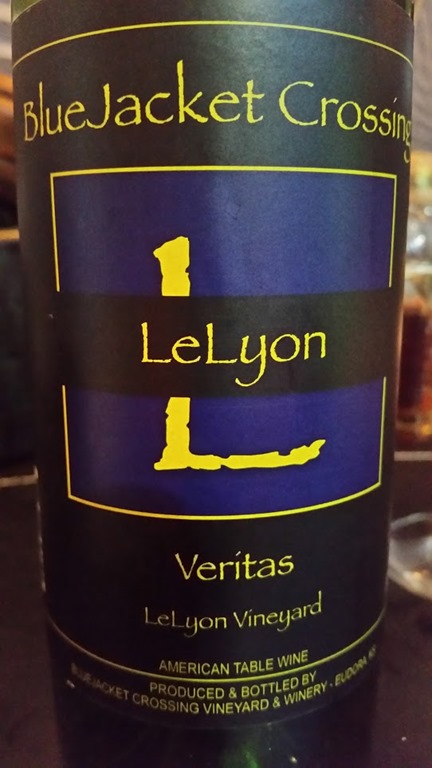 BlueJacket Crossing
L
LeLyon
Veritas
LeLyon Vineyard
AMERICAN TABLE WINE
PRODUCED & BOTTLED BY
BLUEJACKET CROSSING VINEYARD & WINERY - EUDORA, KS